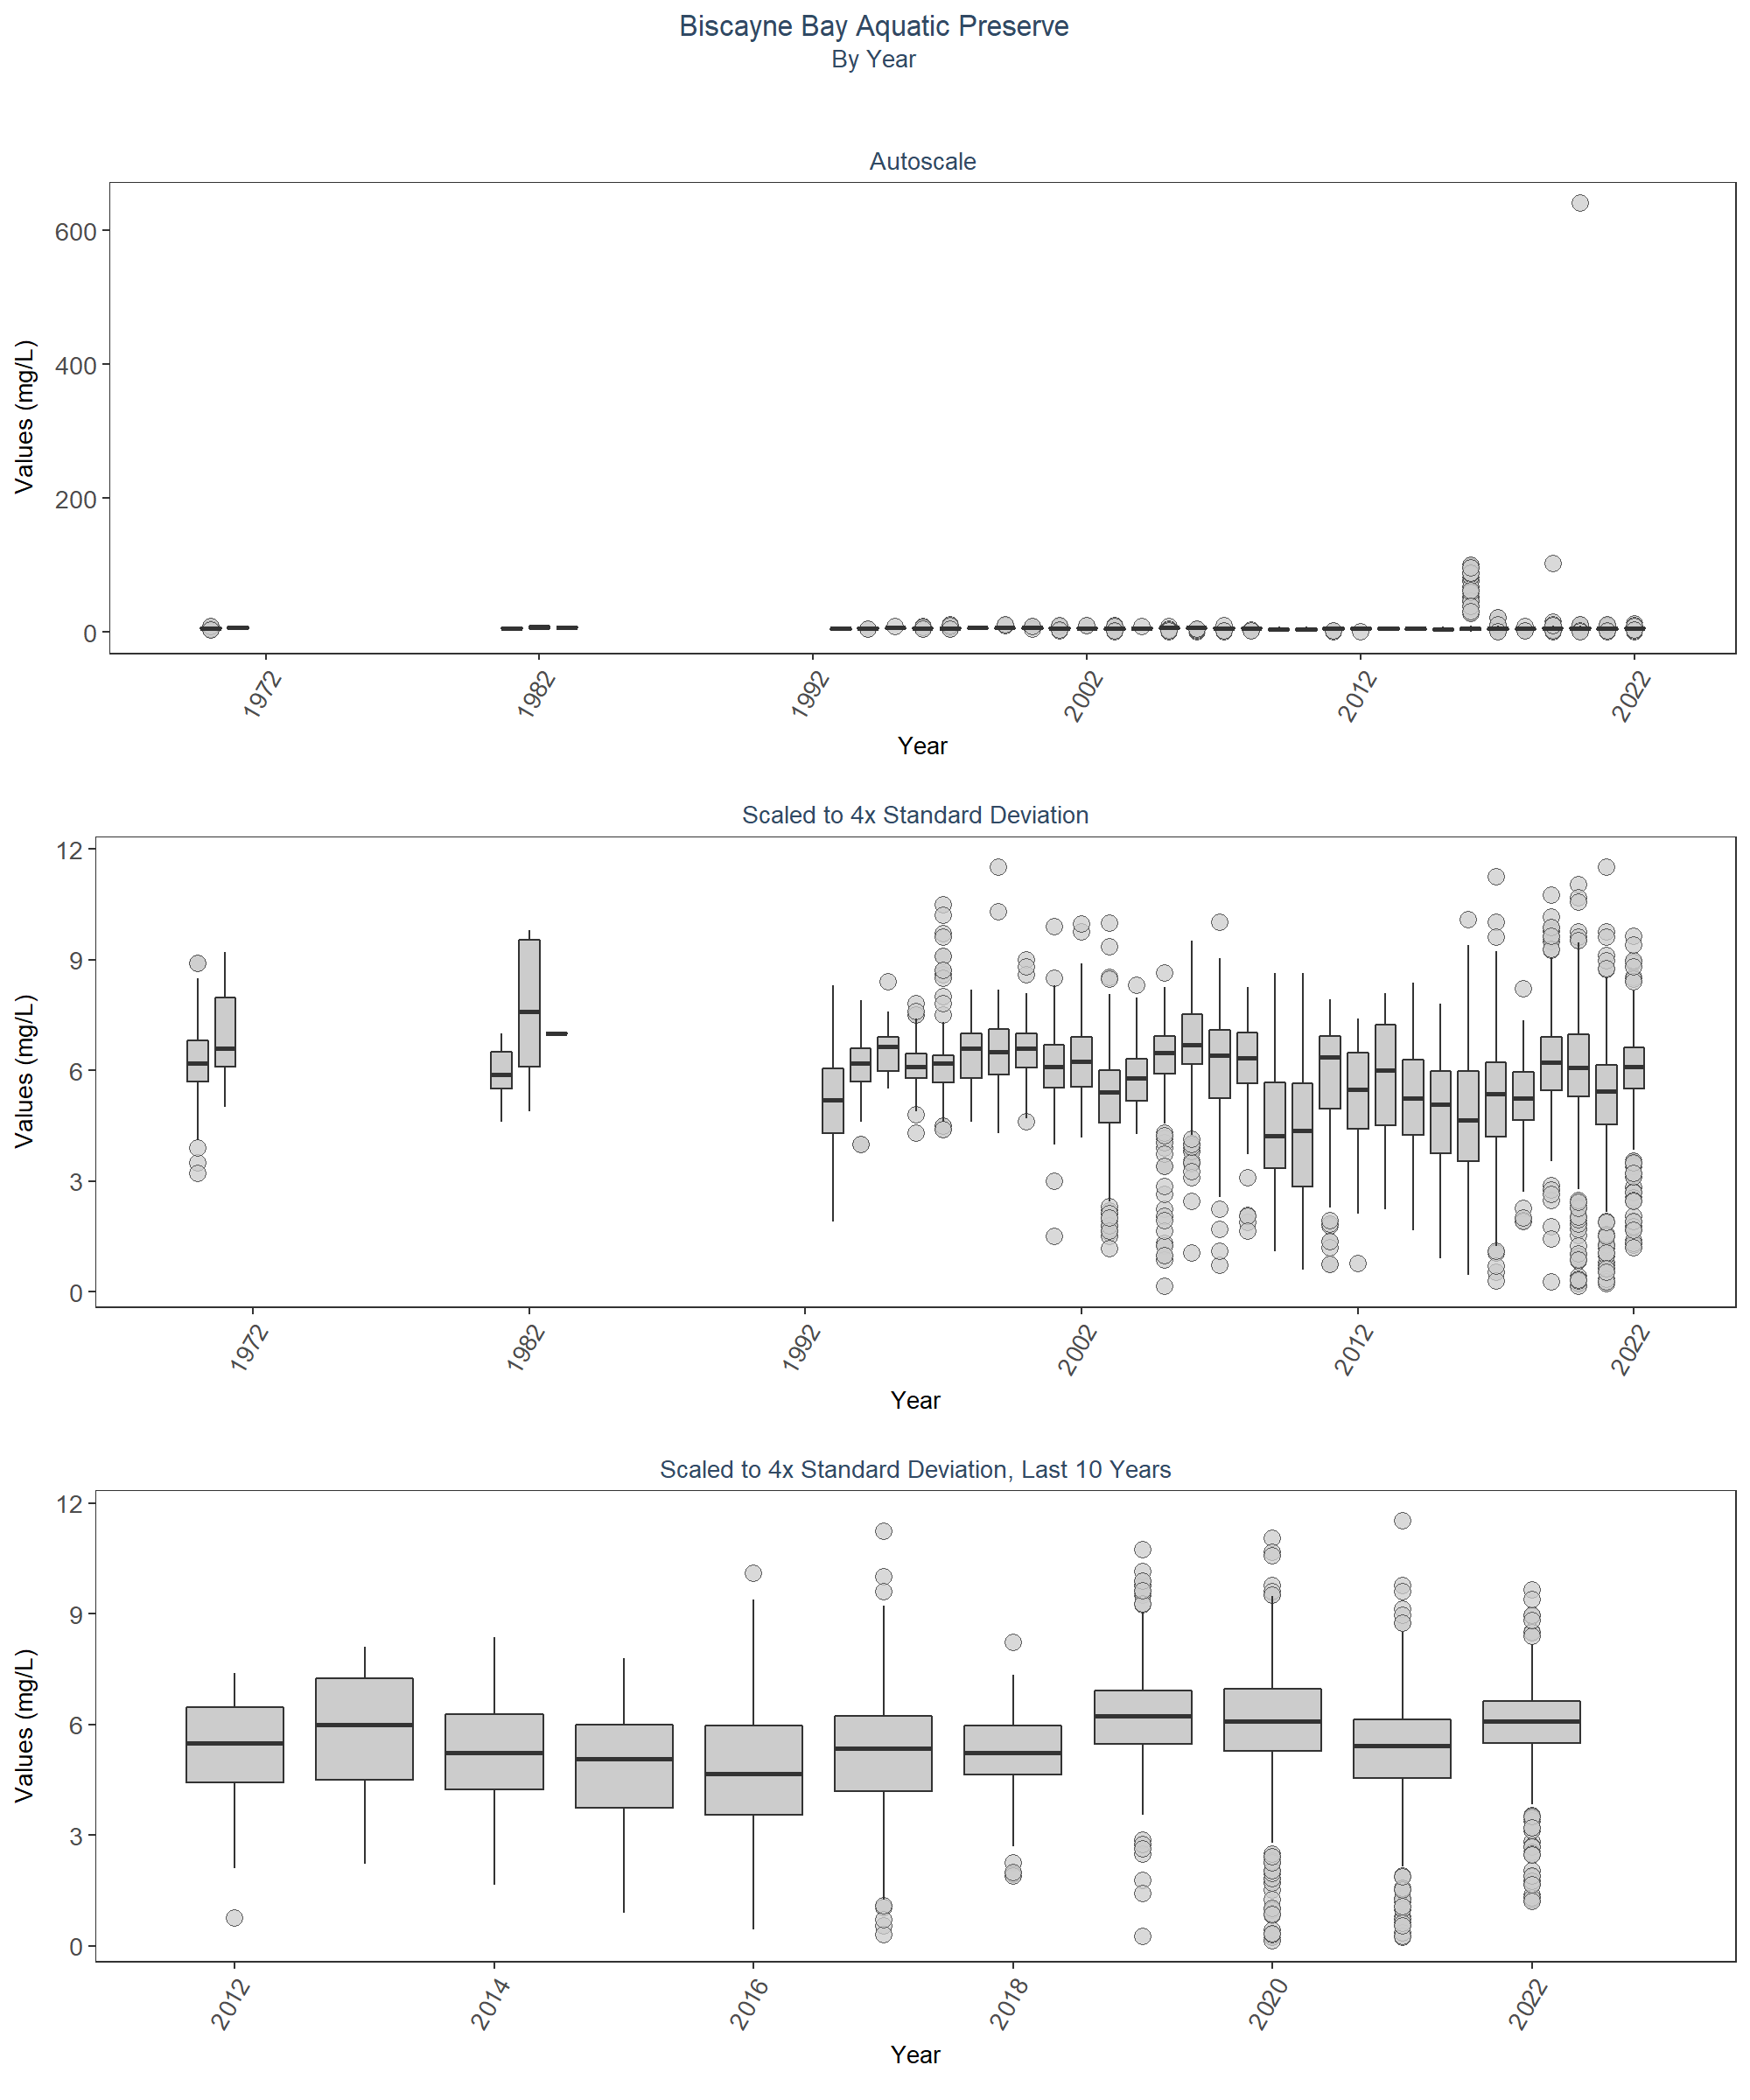 Biscayne Bay Aquatic Preserve
By Year
Autoscale
Values (mg/L)
600
400
200
0
1972 1982 1992 2002 2012 2022
Year
Scaled to 4x Standard Deviation
Values (mg/L)
12
9
6
3
0
1972 1982 1992 2002 2012 2022
Year
Scaled to 4x Standard Deviation, Last 10 Years
Values (mg/L)
12
9
6
3
0
2012 2014 2016 2018 2020 2022
Year